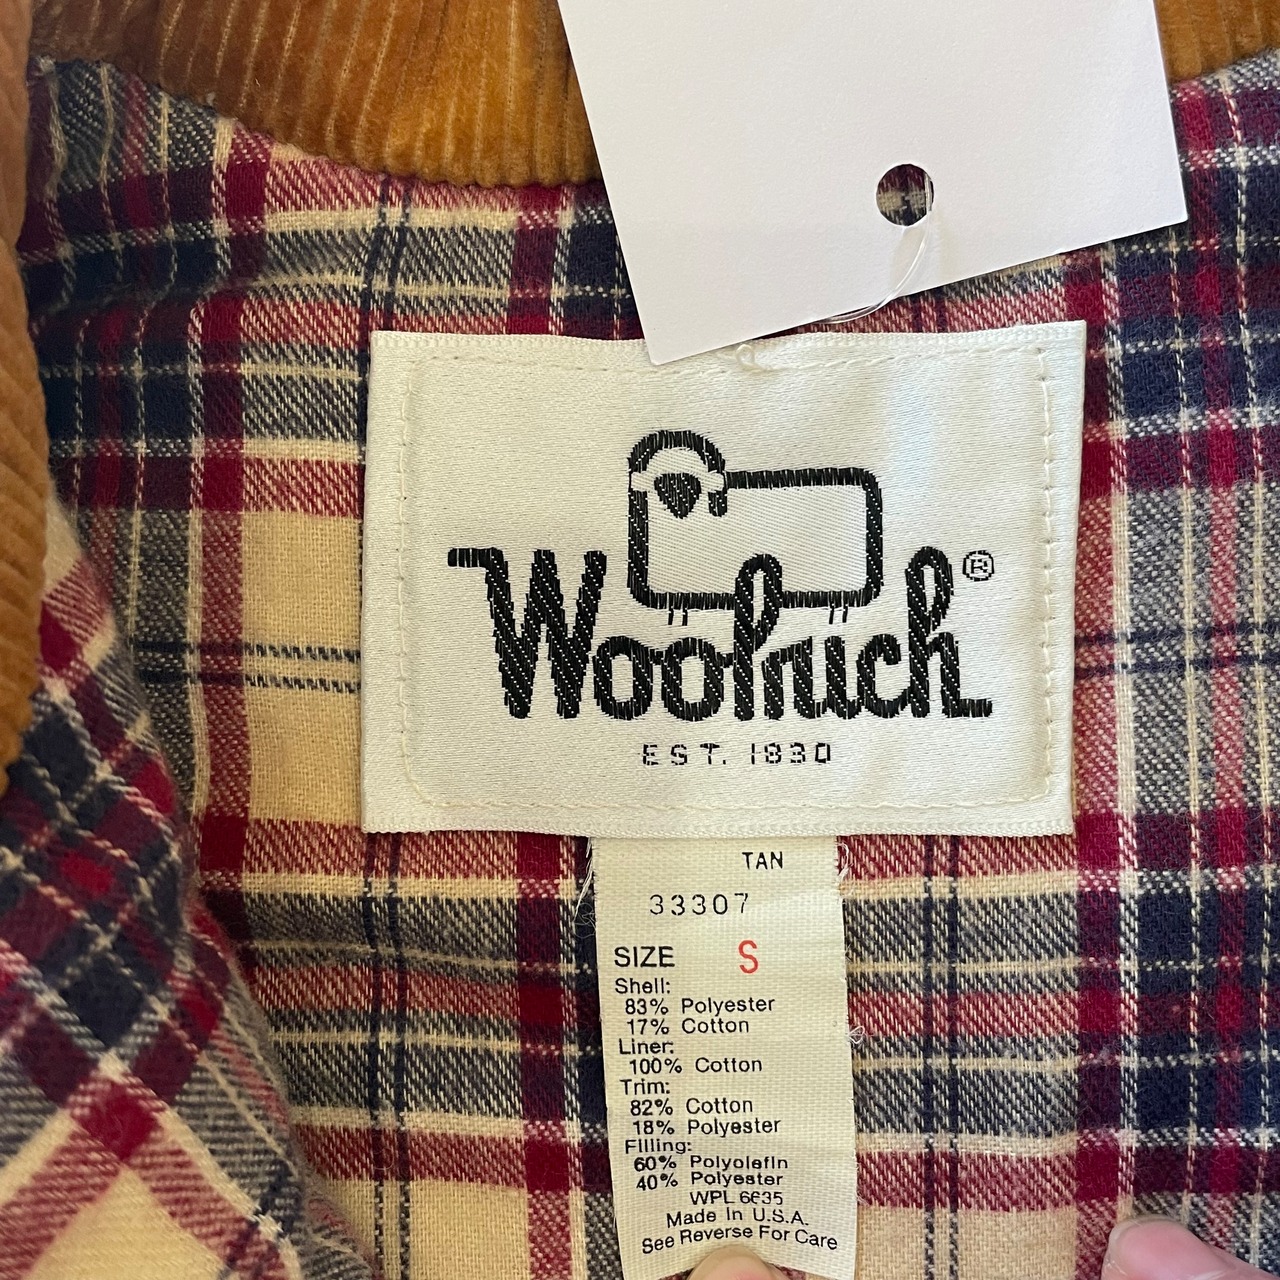 Woolrich®
EST. 1830
TAN
33307
SIZE S
Shell:
83% Polyester
17% Cotton
Liner:
100% Cotton
Trim:
82% Cotton
18% Polyester
Filling:
60% Polyolefin
40% Polyester
WPL 6635
Made In U.S.A.
See Reverse For Care